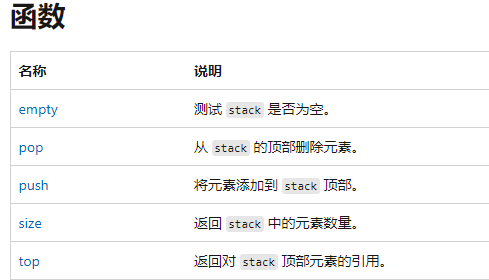 函数
名称 说明
empty 测试 stack 是否为空。
pop 从 stack 的顶部删除元素。
push 将元素添加到 stack 顶部。
size 返回 stack 中的元素数量。
top 返回对 stack 顶部元素的引用。